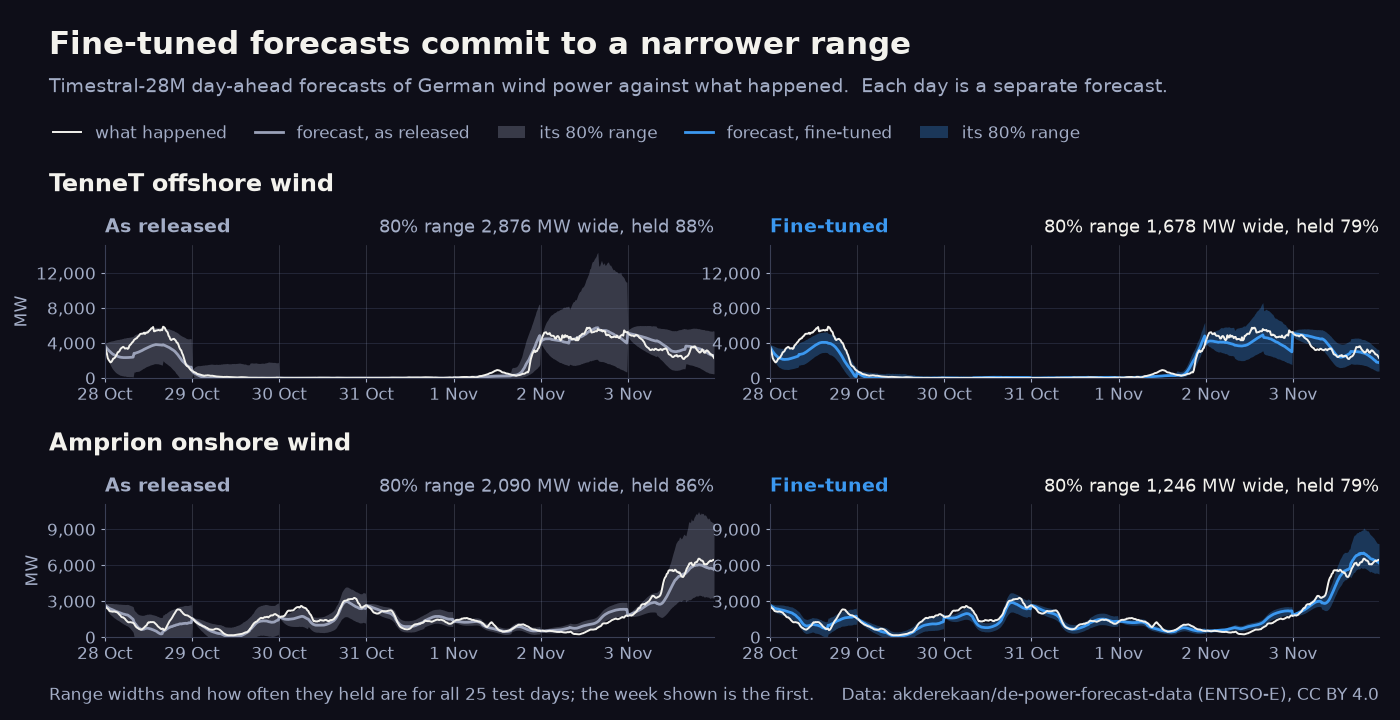 Fine-tuned forecasts commit to a narrower range
Timestral-28M day-ahead forecasts of German wind power against what happened.  Each day is a separate forecast.
what happened   forecast, as released   its 80% range   forecast, fine-tuned   its 80% range
TenneT offshore wind
As released   80% range 2,876 MW wide, held 88%   Fine-tuned   80% range 1,678 MW wide, held 79%
12,000   12,000
MW
8,000   8,000
4,000   4,000
0   0
28 Oct   29 Oct   30 Oct   31 Oct   1 Nov   2 Nov   3 Nov   28 Oct   29 Oct   30 Oct   31 Oct   1 Nov   2 Nov   3 Nov
Amprion onshore wind
As released   80% range 2,090 MW wide, held 86%   Fine-tuned   80% range 1,246 MW wide, held 79%
9,000   9,000
6,000   6,000
MW
3,000   3,000
0   0
28 Oct   29 Oct   30 Oct   31 Oct   1 Nov   2 Nov   3 Nov   28 Oct   29 Oct   30 Oct   31 Oct   1 Nov   2 Nov   3 Nov
Range widths and how often they held are for all 25 test days; the week shown is the first.   Data: akderekaan/de-power-forecast-data (ENTSO-E), CC BY 4.0